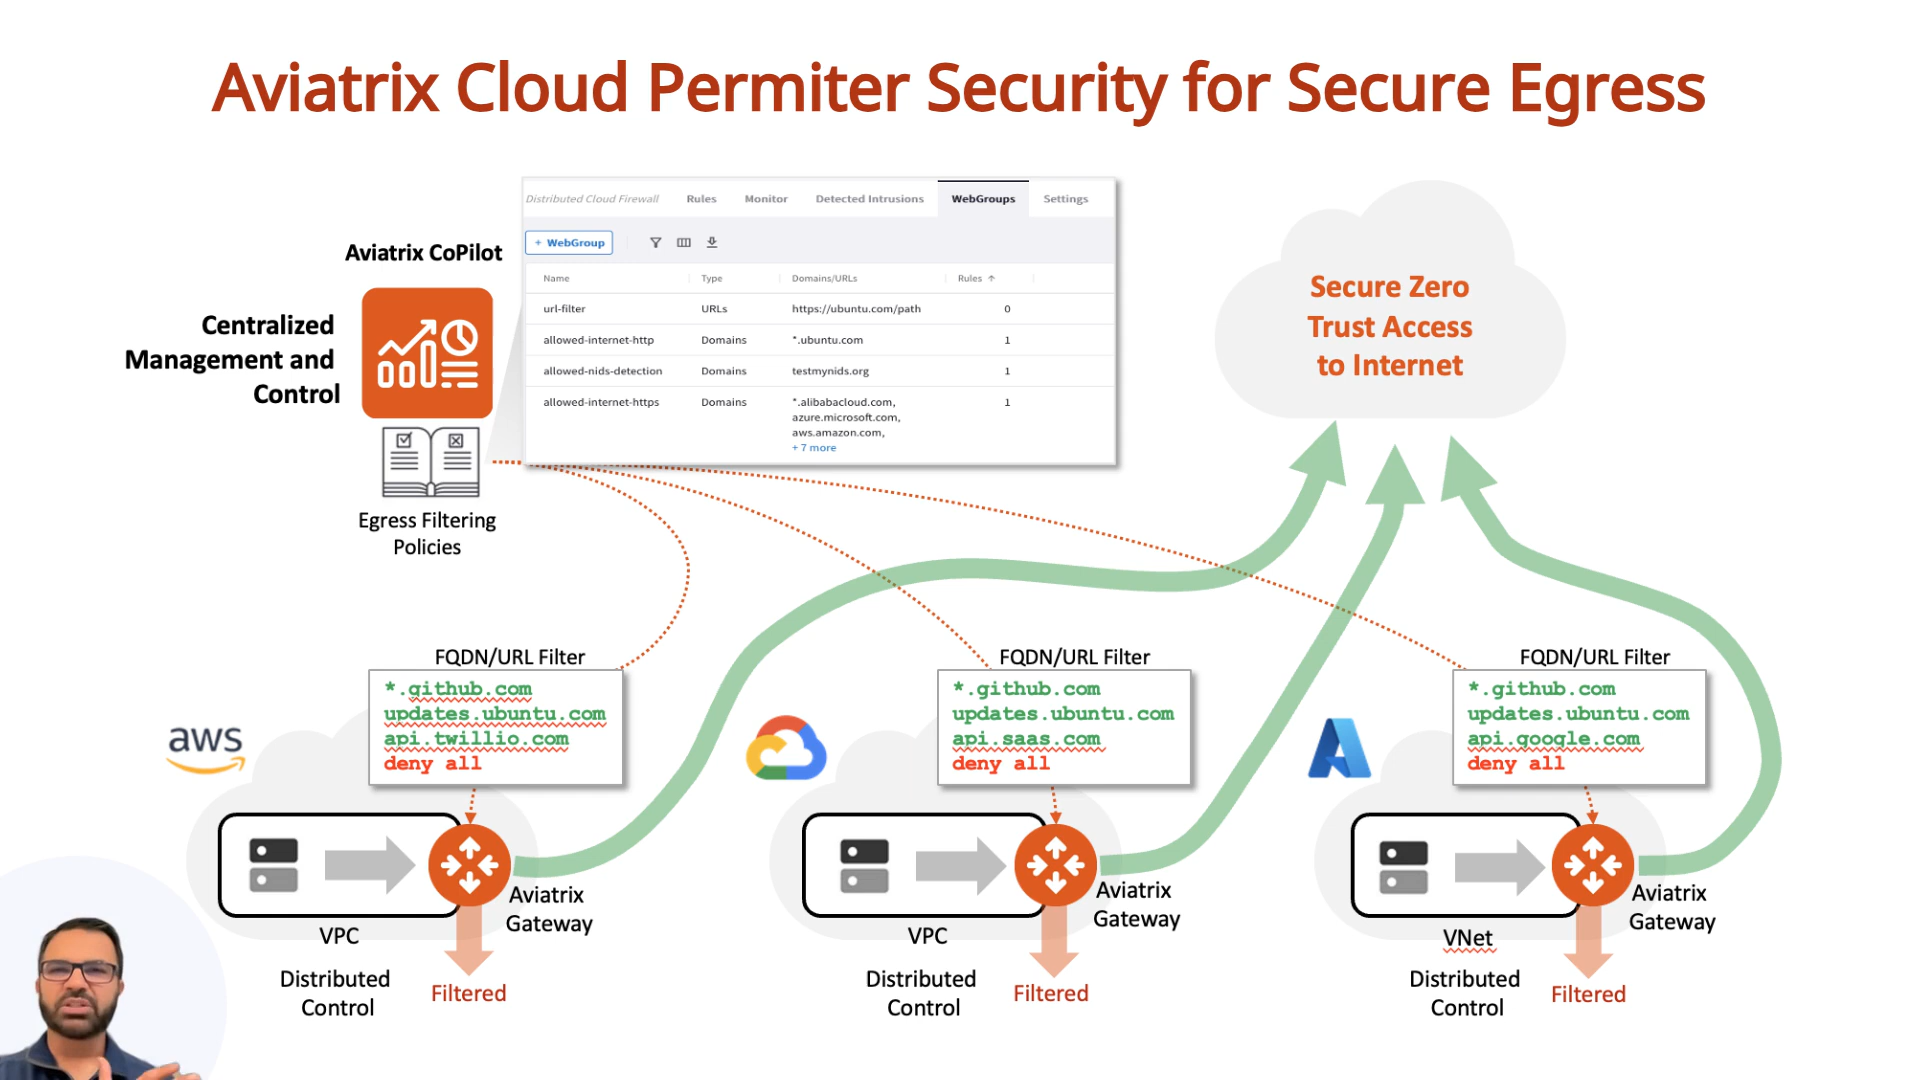 Aviatrix Cloud Permiter Security for Secure Egress
Distributed Cloud Firewall Rules Monitor Detected Intrusions WebGroups Settings
+ WebGroup
Name Type Domains/URLs Rules
url-filter URLs https://ubuntu.com/path 0
allowed-internet-http Domains *.ubuntu.com 1
allowed-nids-detection Domains testmynids.org 1
allowed-internet-https Domains *.alibabacloud.com, 1
azure.microsoft.com,
aws.amazon.com,
+ 7 more
Aviatrix CoPilot
Centralized
Management and
Control
Egress Filtering
Policies
Secure Zero
Trust Access
to Internet
FQDN/URL Filter
*.github.com
updates.ubuntu.com
api.twillio.com
deny all
aws
Aviatrix
Gateway
VPC
Distributed
Control
Filtered
FQDN/URL Filter
*.github.com
updates.ubuntu.com
api.saas.com
deny all
Aviatrix
Gateway
VPC
Distributed
Control
Filtered
FQDN/URL Filter
*.github.com
updates.ubuntu.com
api.google.com
deny all
Aviatrix
Gateway
VNet
Distributed
Control
Filtered